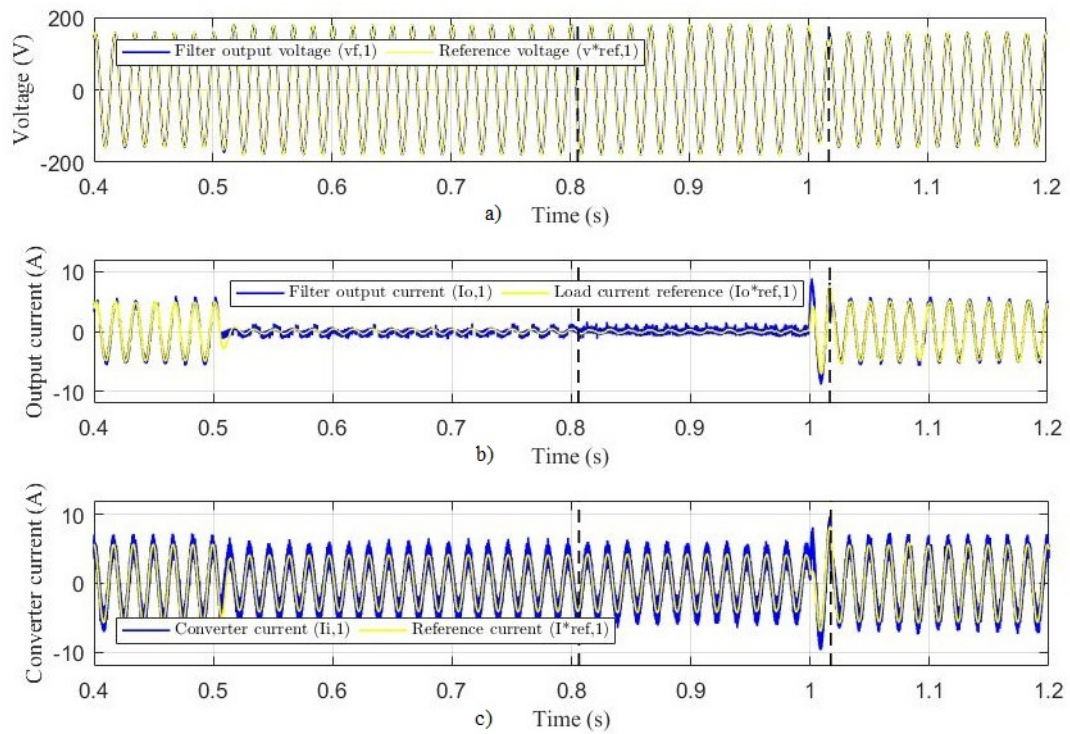 200
0
-200
Voltage (V)
Filter output voltage (vf,1) Reference voltage (v*ref,1)
0.4 0.5 0.6 0.7 0.8 0.9 1 1.1 1.2
a) Time (s)
10
0
-10
Output current (A)
Filter output current (Io,1) Load current reference (Io*ref,1)
0.4 0.5 0.6 0.7 0.8 0.9 1 1.1 1.2
b) Time (s)
10
0
-10
Converter current (A)
Converter current (Ii,1) Reference current (I*ref,1)
0.4 0.5 0.6 0.7 0.8 0.9 1 1.1 1.2
c) Time (s)